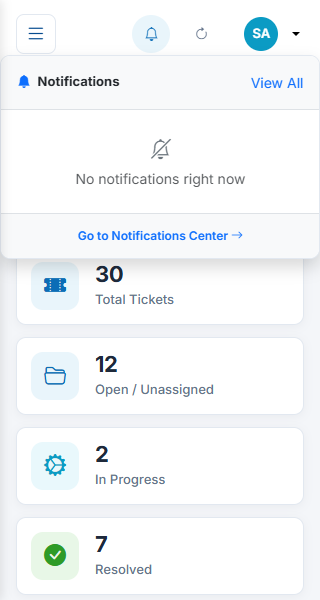 SA
Notifications
View All
No notifications right now
Go to Notifications Center
30
Total Tickets
12
Open / Unassigned
2
In Progress
7
Resolved